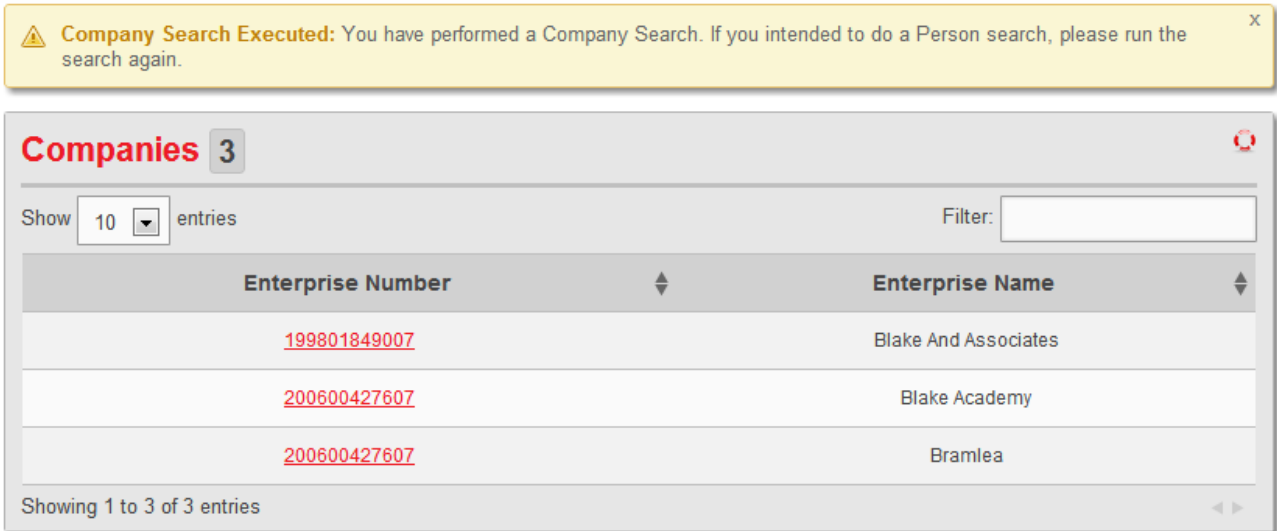 Company Search Executed: You have performed a Company Search. If you intended to do a Person search, please run the
search again.
x
Companies 3
Show 10 entries Filter:
Enterprise Number Enterprise Name
199801849007 Blake And Associates
200600427607 Blake Academy
200600427607 Bramlea
Showing 1 to 3 of 3 entries